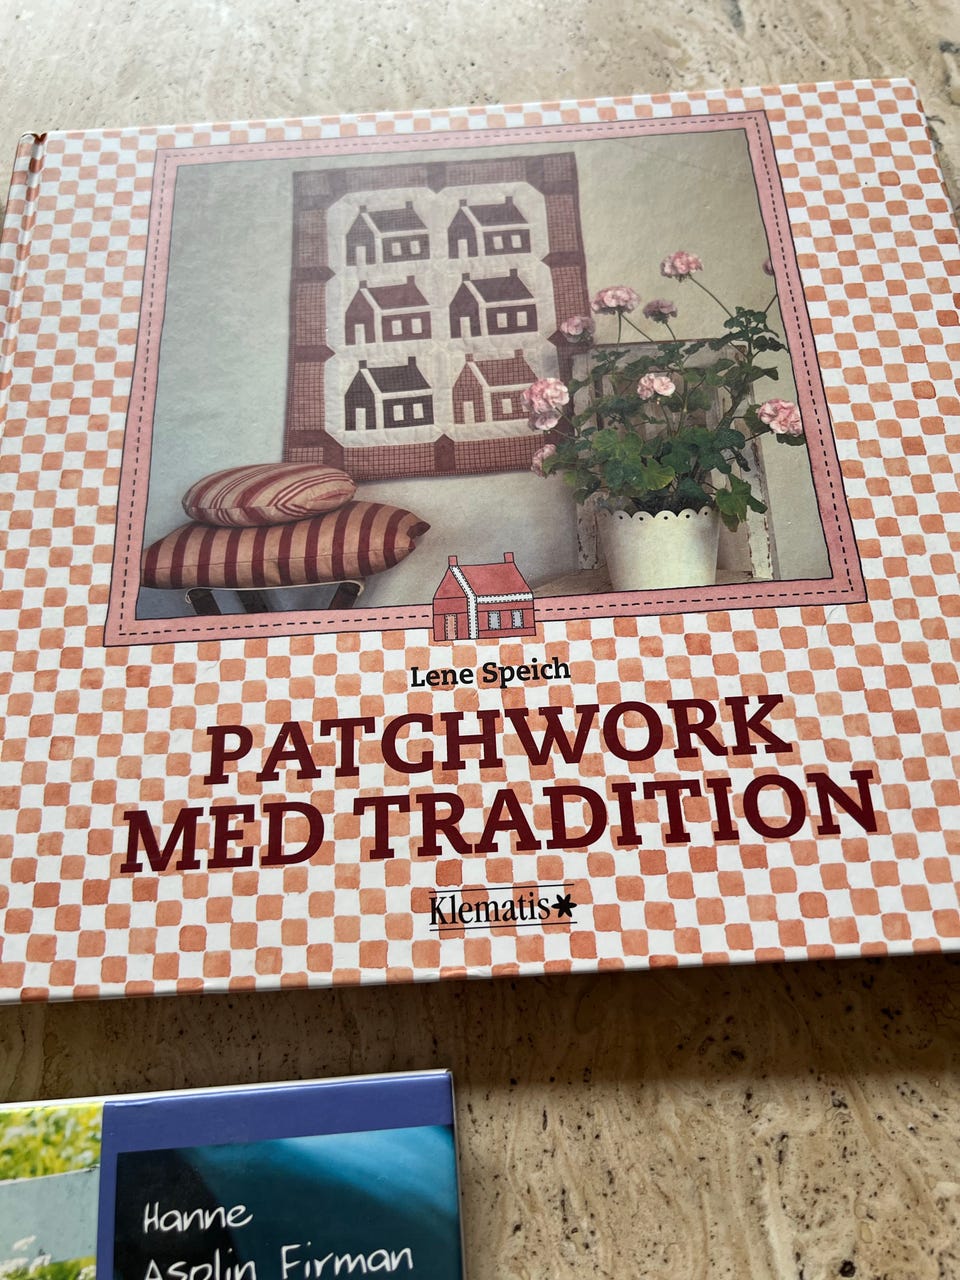 Lene Speich
PATCHWORK
MED TRADITION
Klematis
Hanne
Asplin Firman